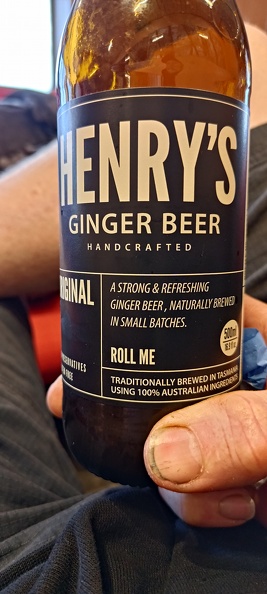 HENRY'S
GINGER BEER
HANDCRAFTED
A STRONG & REFRESHING
GINGER BEER, NATURALLY BREWED
IN SMALL BATCHES.
ROLL ME
500ml
TRADITIONALLY BREWED IN TASMANIA
USING 100% AUSTRALIAN INGREDIENTS